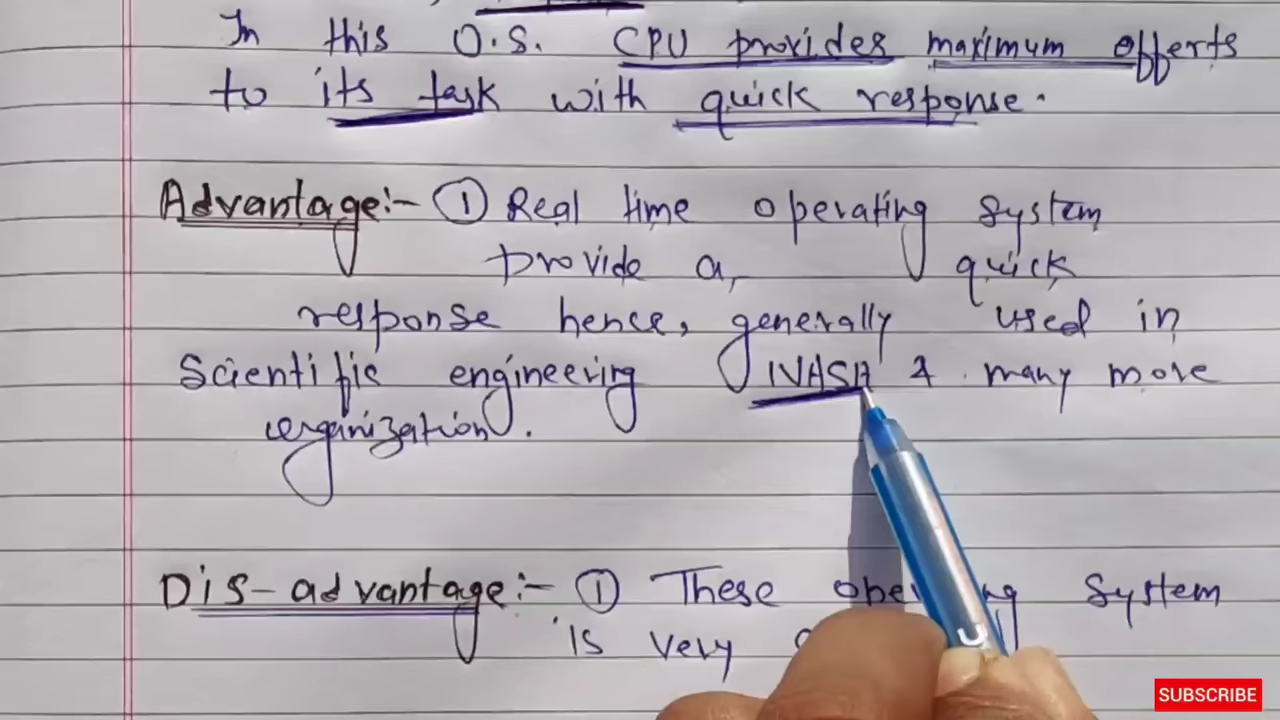 In this O.S. CPU provides maximum efferts
to its task with quick response.
Advantage:- ① Real time operating system
provide a, quick
response hence, generally used in
Scientific engineering NASA & many more
organization.
Dis-advantage:- ① These system
is very
SUBSCRIBE